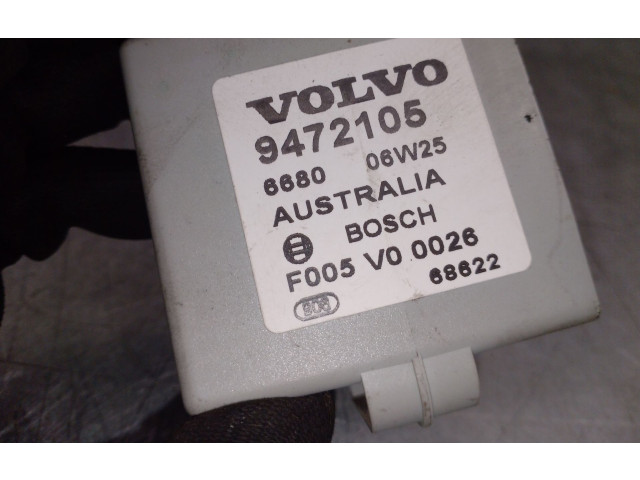 VOLVO
9472105
6680 06W25
AUSTRALIA
BOSCH
F005 V0 0026
68622